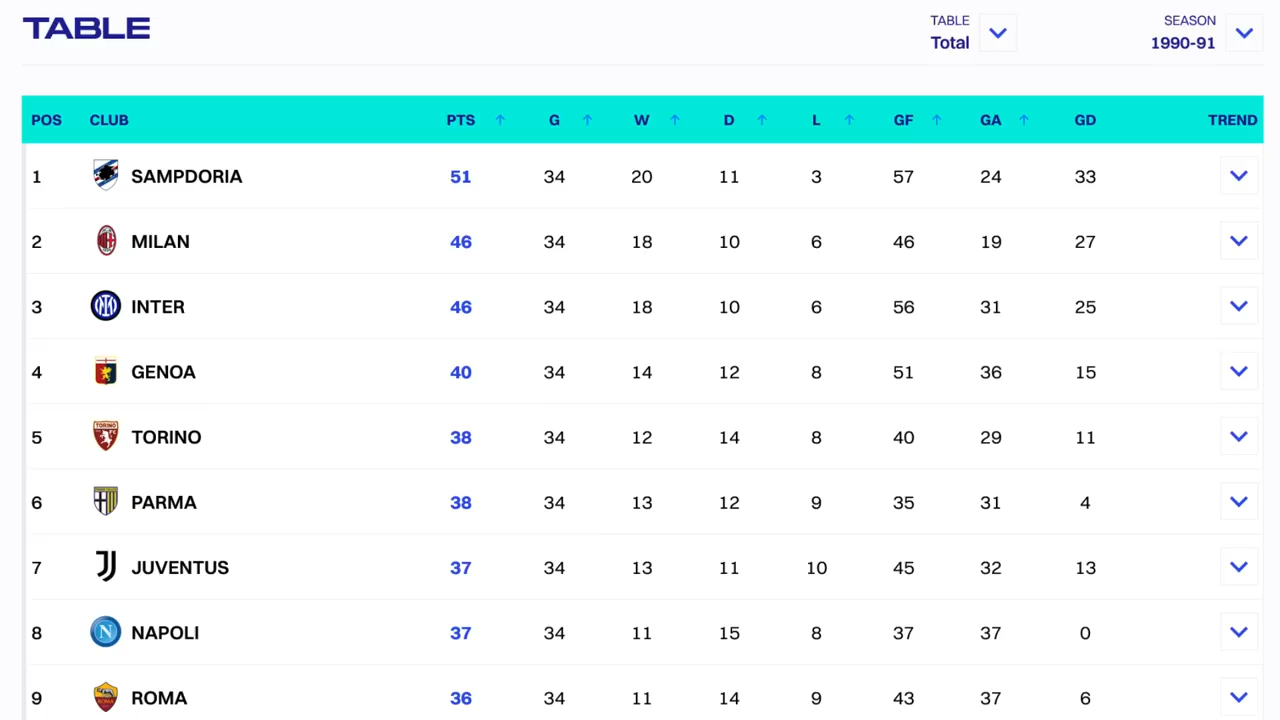 TABLE
TABLE
Total
SEASON
1990-91
POS CLUB PTS ↑ G ↑ W ↑ D ↑ L ↑ GF ↑ GA ↑ GD TREND
1 SAMPDORIA 51 34 20 11 3 57 24 33
2 MILAN 46 34 18 10 6 46 19 27
3 INTER 46 34 18 10 6 56 31 25
4 GENOA 40 34 14 12 8 51 36 15
5 TORINO 38 34 12 14 8 40 29 11
6 PARMA 38 34 13 12 9 35 31 4
7 JUVENTUS 37 34 13 11 10 45 32 13
8 NAPOLI 37 34 11 15 8 37 37 0
9 ROMA 36 34 11 14 9 43 37 6